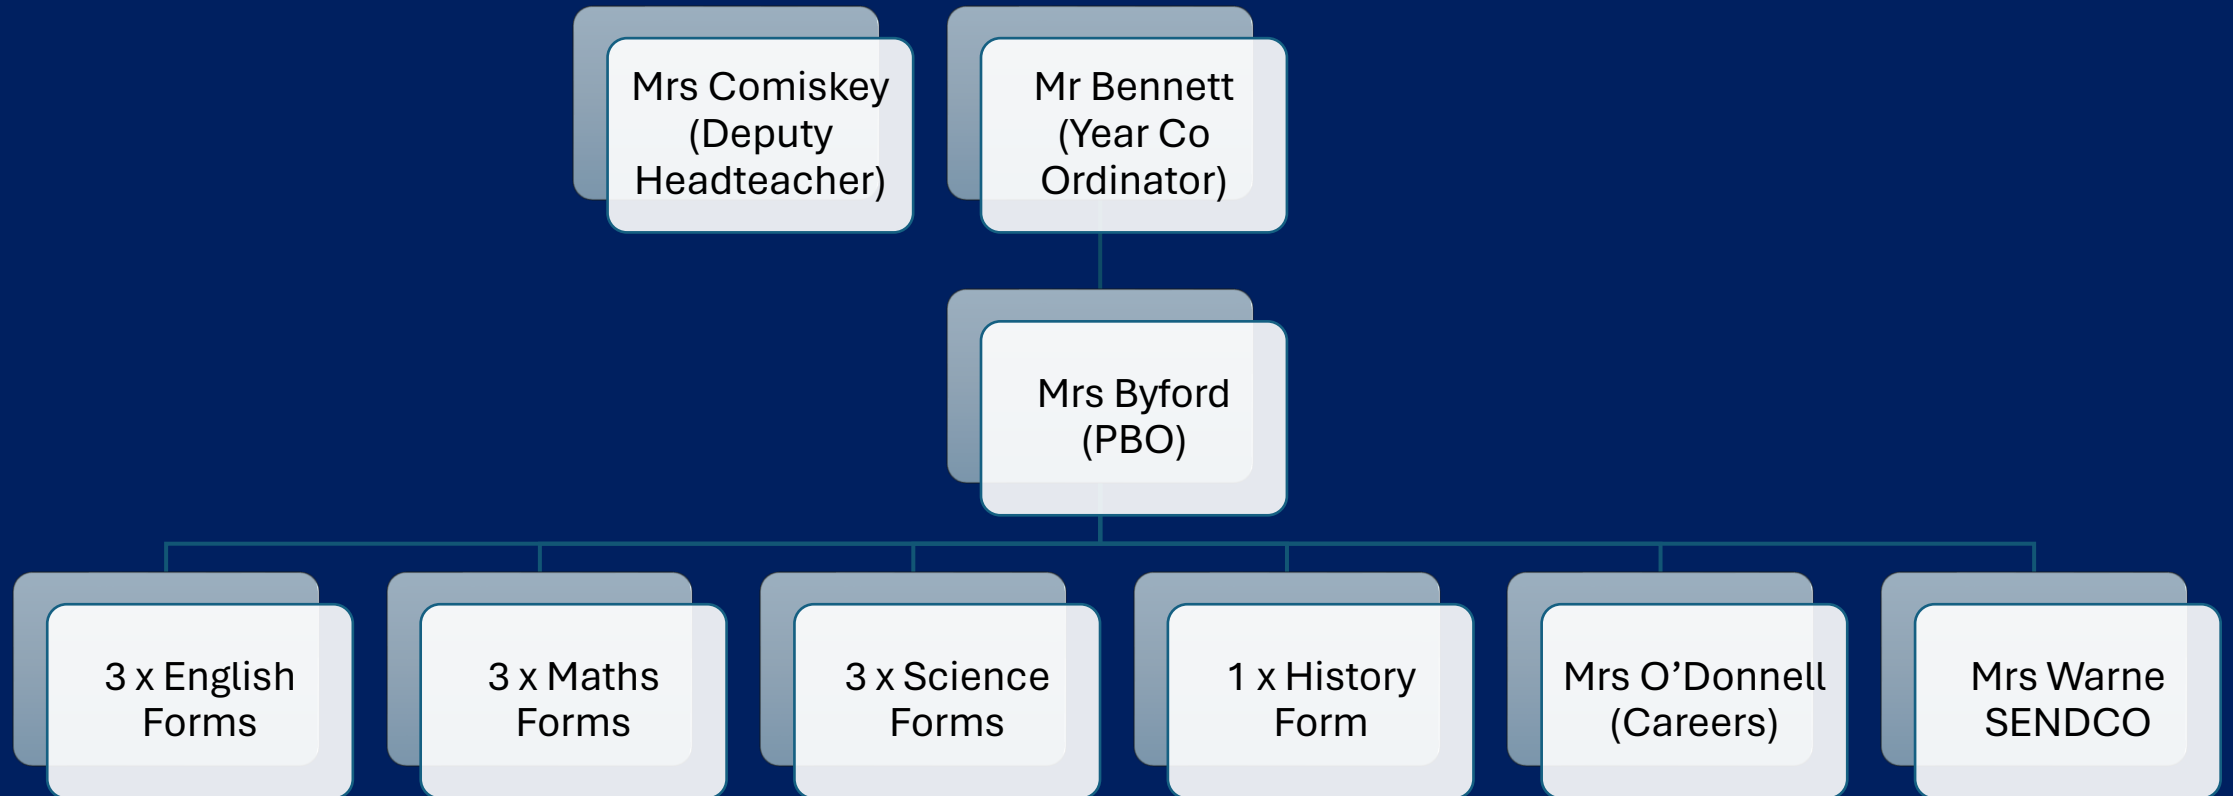 Mrs Comiskey
(Deputy
Headteacher)
Mr Bennett
(Year Co
Ordinator)
Mrs Byford
(PBO)
3 x English
Forms
3 x Maths
Forms
3 x Science
Forms
1 x History
Form
Mrs O’Donnell
(Careers)
Mrs Warne
SENDCO